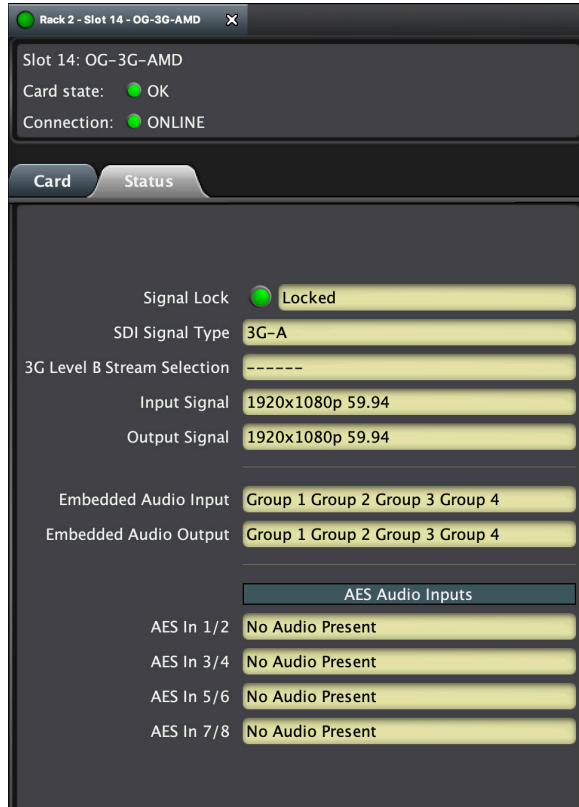 Rack 2 - Slot 14 - OG-3G-AMD X
Slot 14: OG-3G-AMD
Card state: OK
Connection: ONLINE
Card Status
Signal Lock Locked
SDI Signal Type 3G-A
3G Level B Stream Selection ------
Input Signal 1920x1080p 59.94
Output Signal 1920x1080p 59.94
Embedded Audio Input Group 1 Group 2 Group 3 Group 4
Embedded Audio Output Group 1 Group 2 Group 3 Group 4
AES Audio Inputs
AES In 1/2 No Audio Present
AES In 3/4 No Audio Present
AES In 5/6 No Audio Present
AES In 7/8 No Audio Present